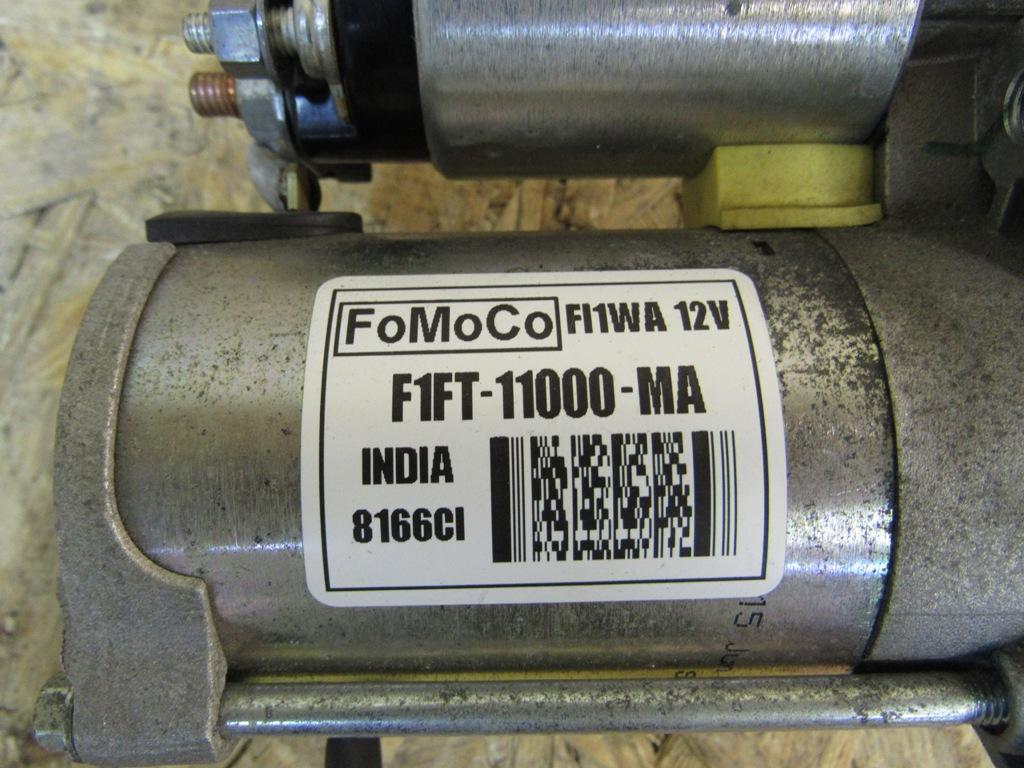 FoMoCo FI1WA 12V
F1FT-11000-MA
INDIA
8166CI